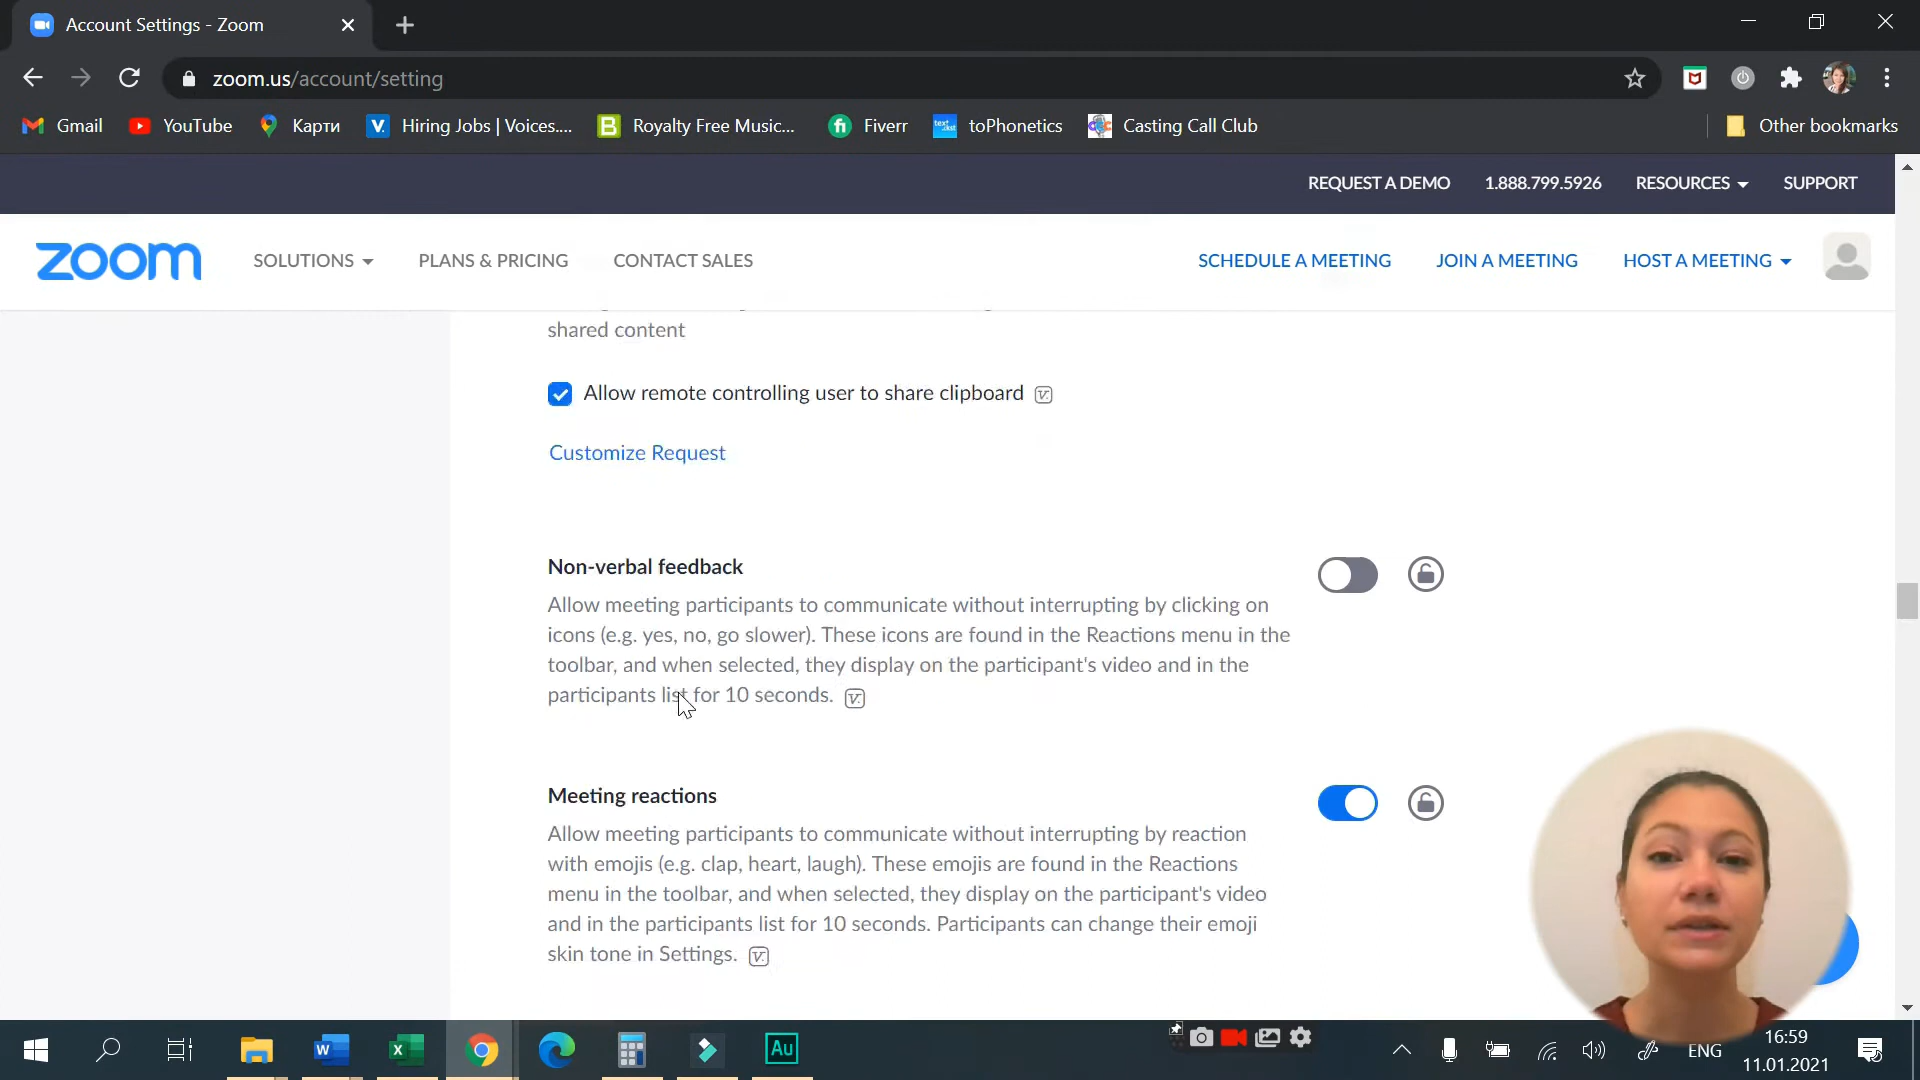 Account Settings - Zoom
zoom.us/account/setting
Gmail YouTube Карти Hiring Jobs | Voices.... Royalty Free Music... Fiverr toPhonetics Casting Call Club Other bookmarks
REQUEST A DEMO 1.888.799.5926 RESOURCES SUPPORT
zoom SOLUTIONS PLANS & PRICING CONTACT SALES SCHEDULE A MEETING JOIN A MEETING HOST A MEETING
shared content
Allow remote controlling user to share clipboard
Customize Request
Non-verbal feedback
Allow meeting participants to communicate without interrupting by clicking on
icons (e.g. yes, no, go slower). These icons are found in the Reactions menu in the
toolbar, and when selected, they display on the participant's video and in the
participants list for 10 seconds.
Meeting reactions
Allow meeting participants to communicate without interrupting by reaction
with emojis (e.g. clap, heart, laugh). These emojis are found in the Reactions
menu in the toolbar, and when selected, they display on the participant's video
and in the participants list for 10 seconds. Participants can change their emoji
skin tone in Settings.
Au
ENG
16:59
11.01.2021